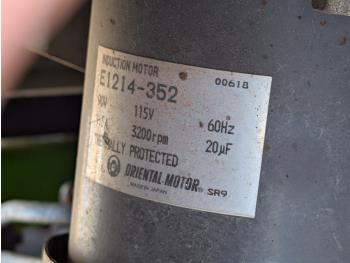 INDUCTION MOTOR
E1214-352 00618
115V 60Hz
3200rpm 20μF
PROTECTED
ORIENTAL MOTOR® SR9
MADE IN JAPAN